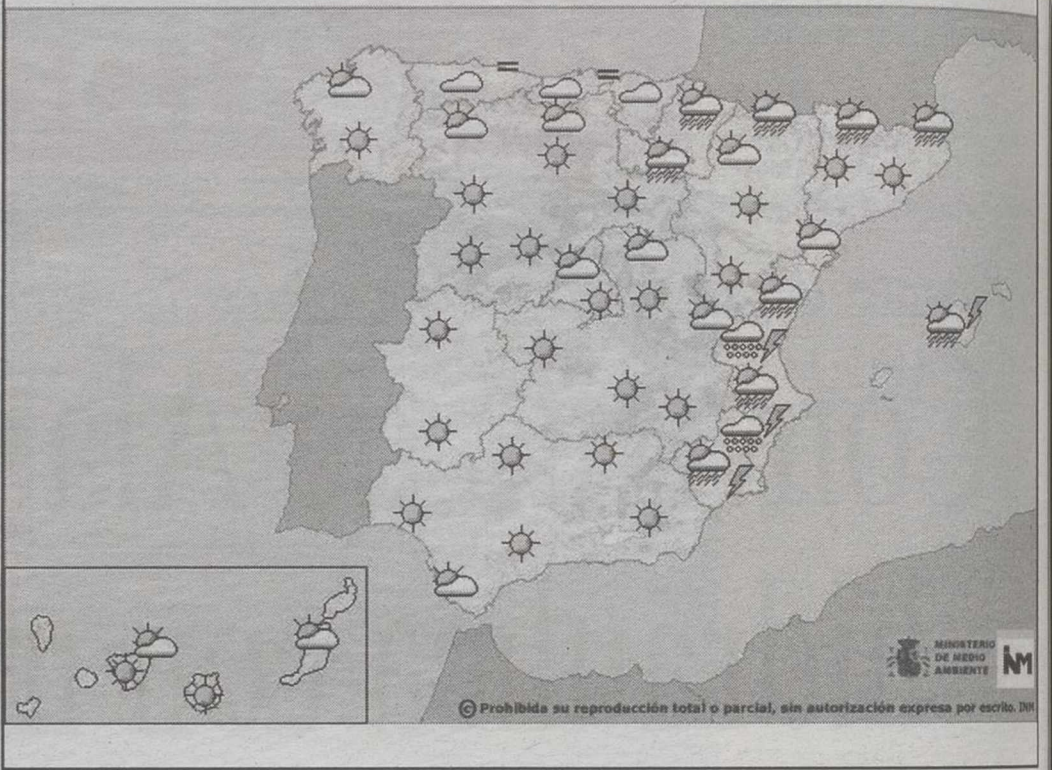 MINISTERIO
DE MEDIO
AMBIENTE
INM
© Prohibida su reproducción total o parcial, sin autorización expresa por escrito. INM